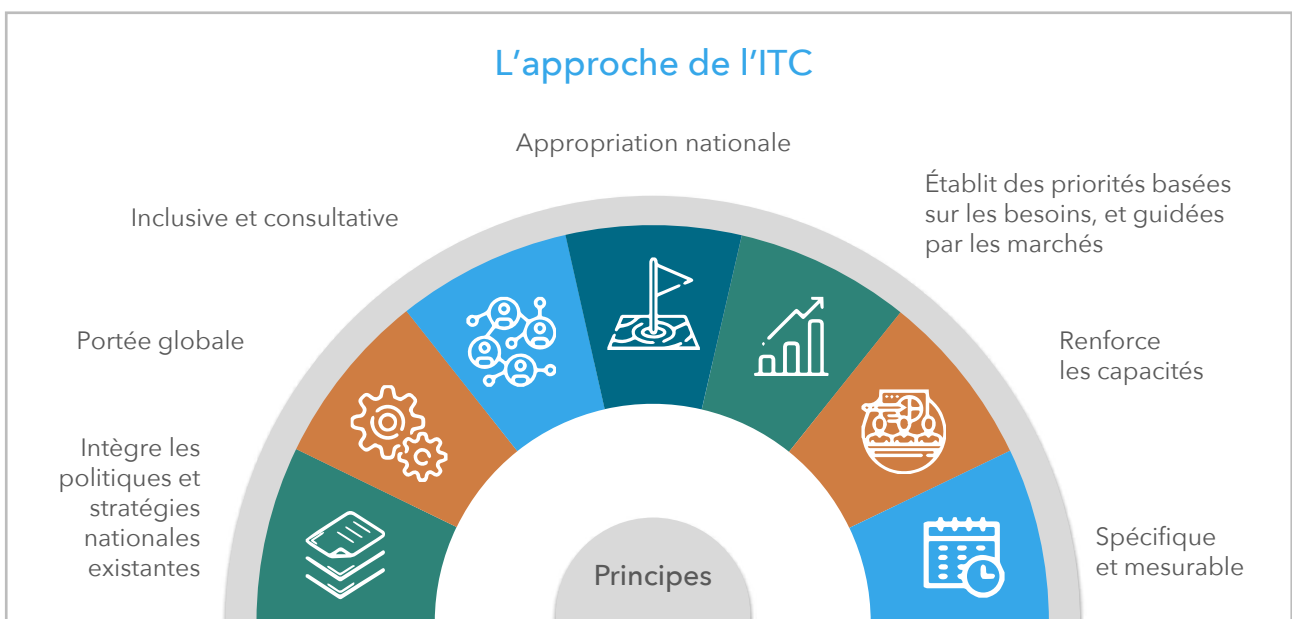 L’approche de l’ITC
Appropriation nationale
Inclusive et consultative
Établit des priorités basées
sur les besoins, et guidées
par les marchés
Portée globale
Renforce
les capacités
Intègre les
politiques et
stratégies
nationales
existantes
Spécifique
et mesurable
Principes